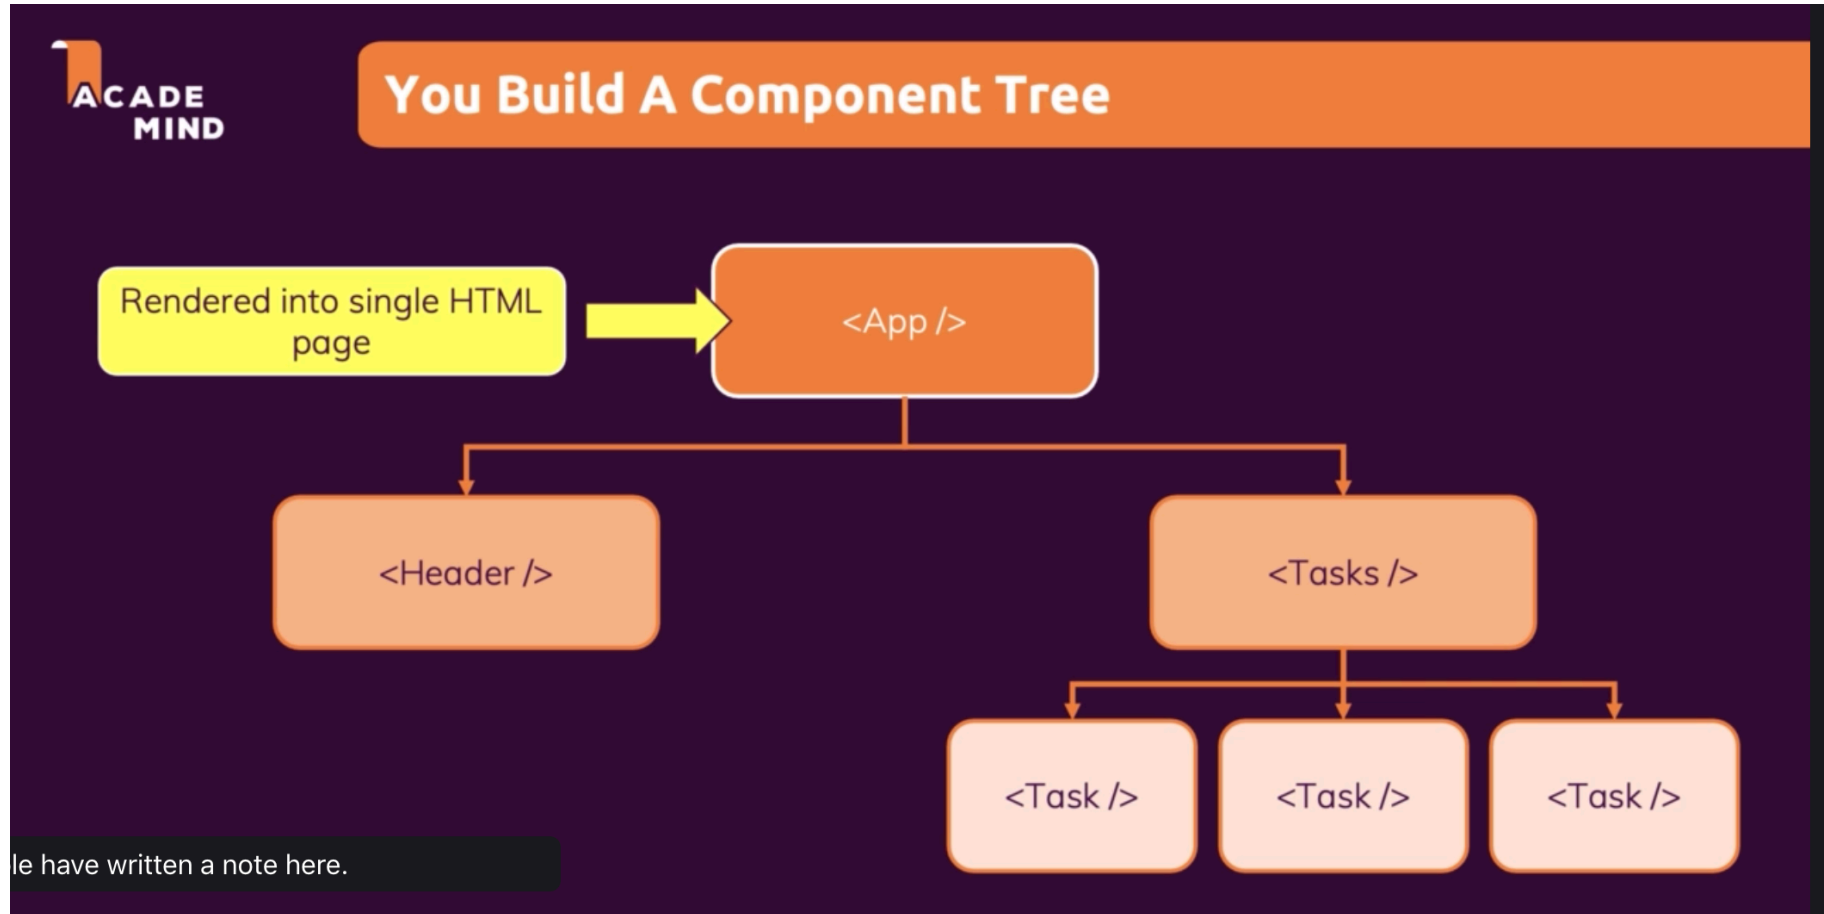 ACADE
MIND
You Build A Component Tree
Rendered into single HTML
page
<App />
<Header />
<Tasks />
<Task />
<Task />
<Task />
have written a note here.